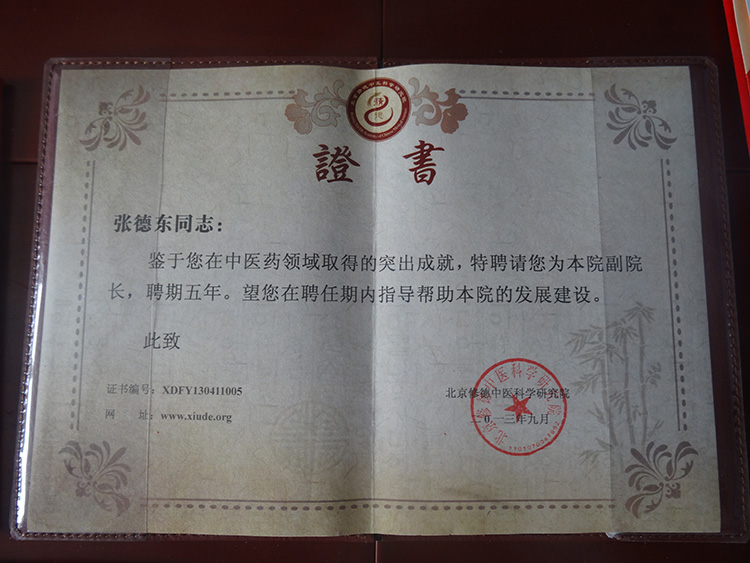 證書
张德东同志：
鉴于您在中医药领域取得的突出成就，特聘请您为本院副院
长，聘期五年。望您在聘任期内指导帮助本院的发展建设。
此致
证书编号：XDFY130411005
网 址：www.xiude.org
北京修德中医科学研究院
二0一三年九月